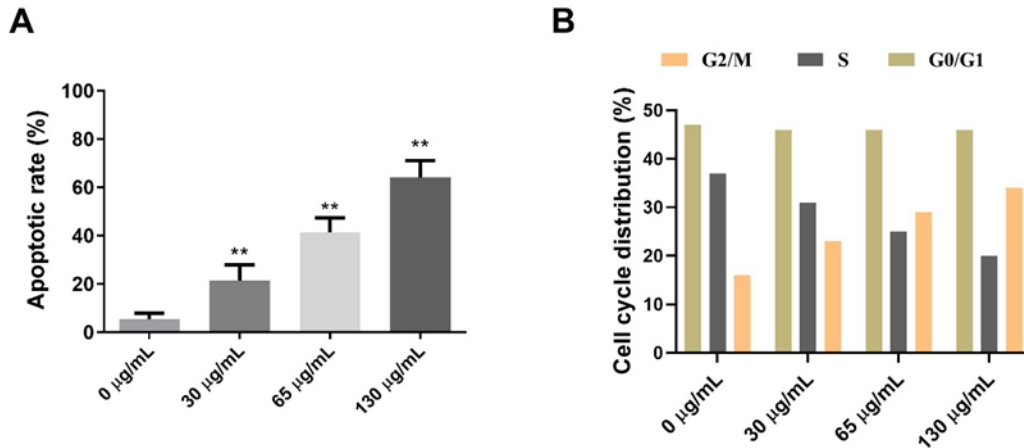 A
Apoptotic rate (%)
100
80
60
40
20
0
**
**
**
0 μg/mL
30 μg/mL
65 μg/mL
130 μg/mL
B
G2/M S G0/G1
Cell cycle distribution (%)
50
40
30
20
10
0
0 μg/mL
30 μg/mL
65 μg/mL
130 μg/mL